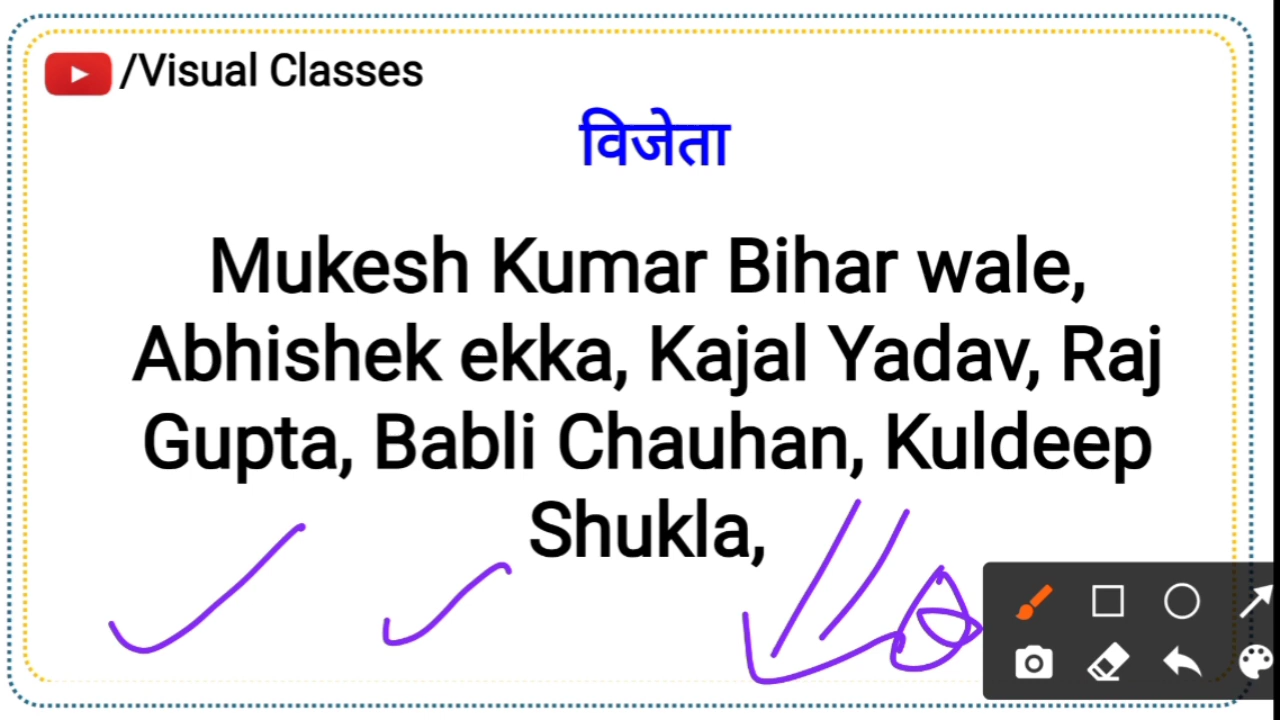 /Visual Classes
विजेता
Mukesh Kumar Bihar wale,
Abhishek ekka, Kajal Yadav, Raj
Gupta, Babli Chauhan, Kuldeep
Shukla,